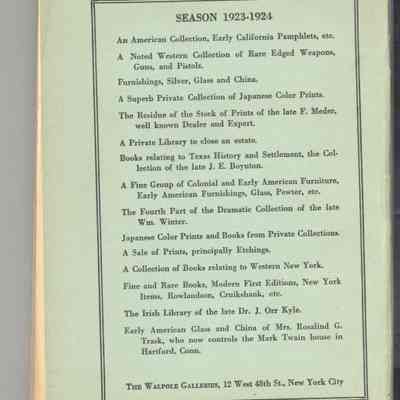 SEASON 1923-1924
An American Collection, Early California Pamphlets, etc.
A Noted Western Collection of Rare Edged Weapons,
Guns, and Pistols.
Furnishings, Silver, Glass and China.
A Superb Private Collection of Japanese Color Prints.
The Residue of the Stock of Prints of the late F. Meder,
well known Dealer and Expert.
A Private Library to close an estate.
Books relating to Texas History and Settlement, the Col-
lection of the late J. E. Boynton.
A Fine Group of Colonial and Early American Furniture,
Early American Furnishings, Glass, Pewter, etc.
The Fourth Part of the Dramatic Collection of the late
Wm. Winter.
Japanese Color Prints and Books from Private Collections.
A Sale of Prints, principally Etchings.
A Collection of Books relating to Western New York.
Fine and Rare Books, Modern First Editions, New York
Items, Rowlandson, Cruikshank, etc.
The Irish Library of the late Dr. J. Orr Kyle.
Early American Glass and China of Mrs. Rosalind G.
Trask, who now controls the Mark Twain house in
Hartford, Conn.
THE WALPOLE GALLERIES, 12 West 48th St., New York City